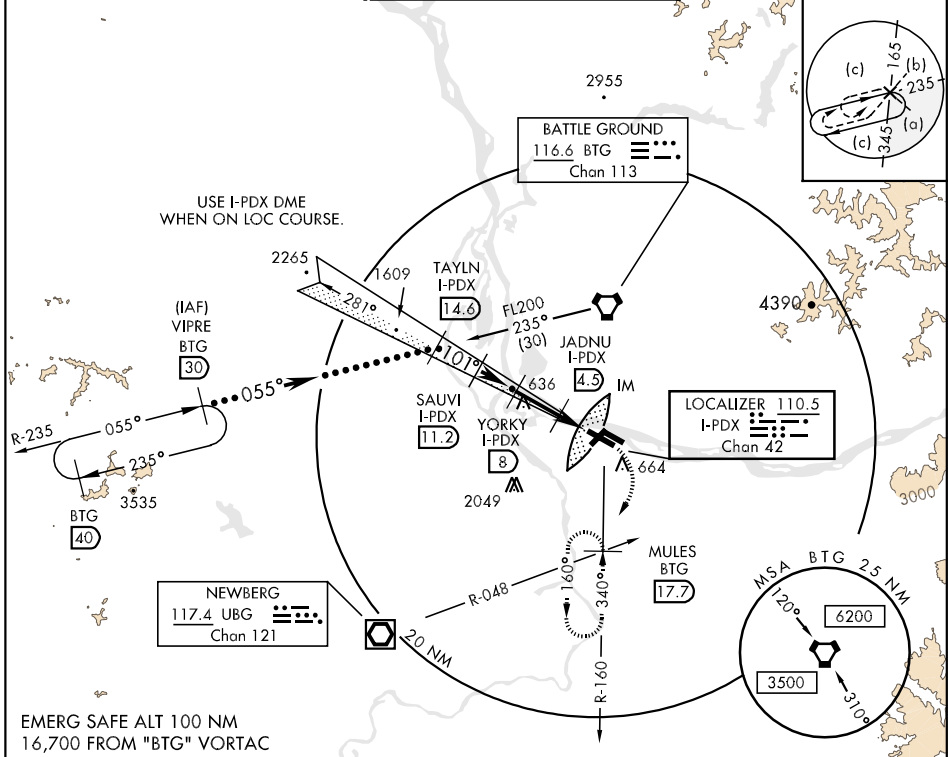 165
(c)
(b)
235
(a)
(c)
345
2955
BATTLE GROUND
116.6 BTG
Chan 113
USE I-PDX DME
WHEN ON LOC COURSE.
2265
1609
281°
TAYLN
I-PDX
14.6
FL200
235°
(30)
4390
(IAF)
VIPRE
BTG
30
101°
JADNU
I-PDX
4.5
636
IM
055°
SAUVI
I-PDX
11.2
YORKY
I-PDX
8
LOCALIZER 110.5
I-PDX
Chan 42
R-235
055°
235°
3535
BTG
40
2049
664
3000
MULES
BTG
17.7
160°
340°
R-048
R-160
NEWBERG
117.4 UBG
Chan 121
20 NM
MSA BTG 25 NM
120°
6200
3500
310°
EMERG SAFE ALT 100 NM
16,700 FROM "BTG" VORTAC